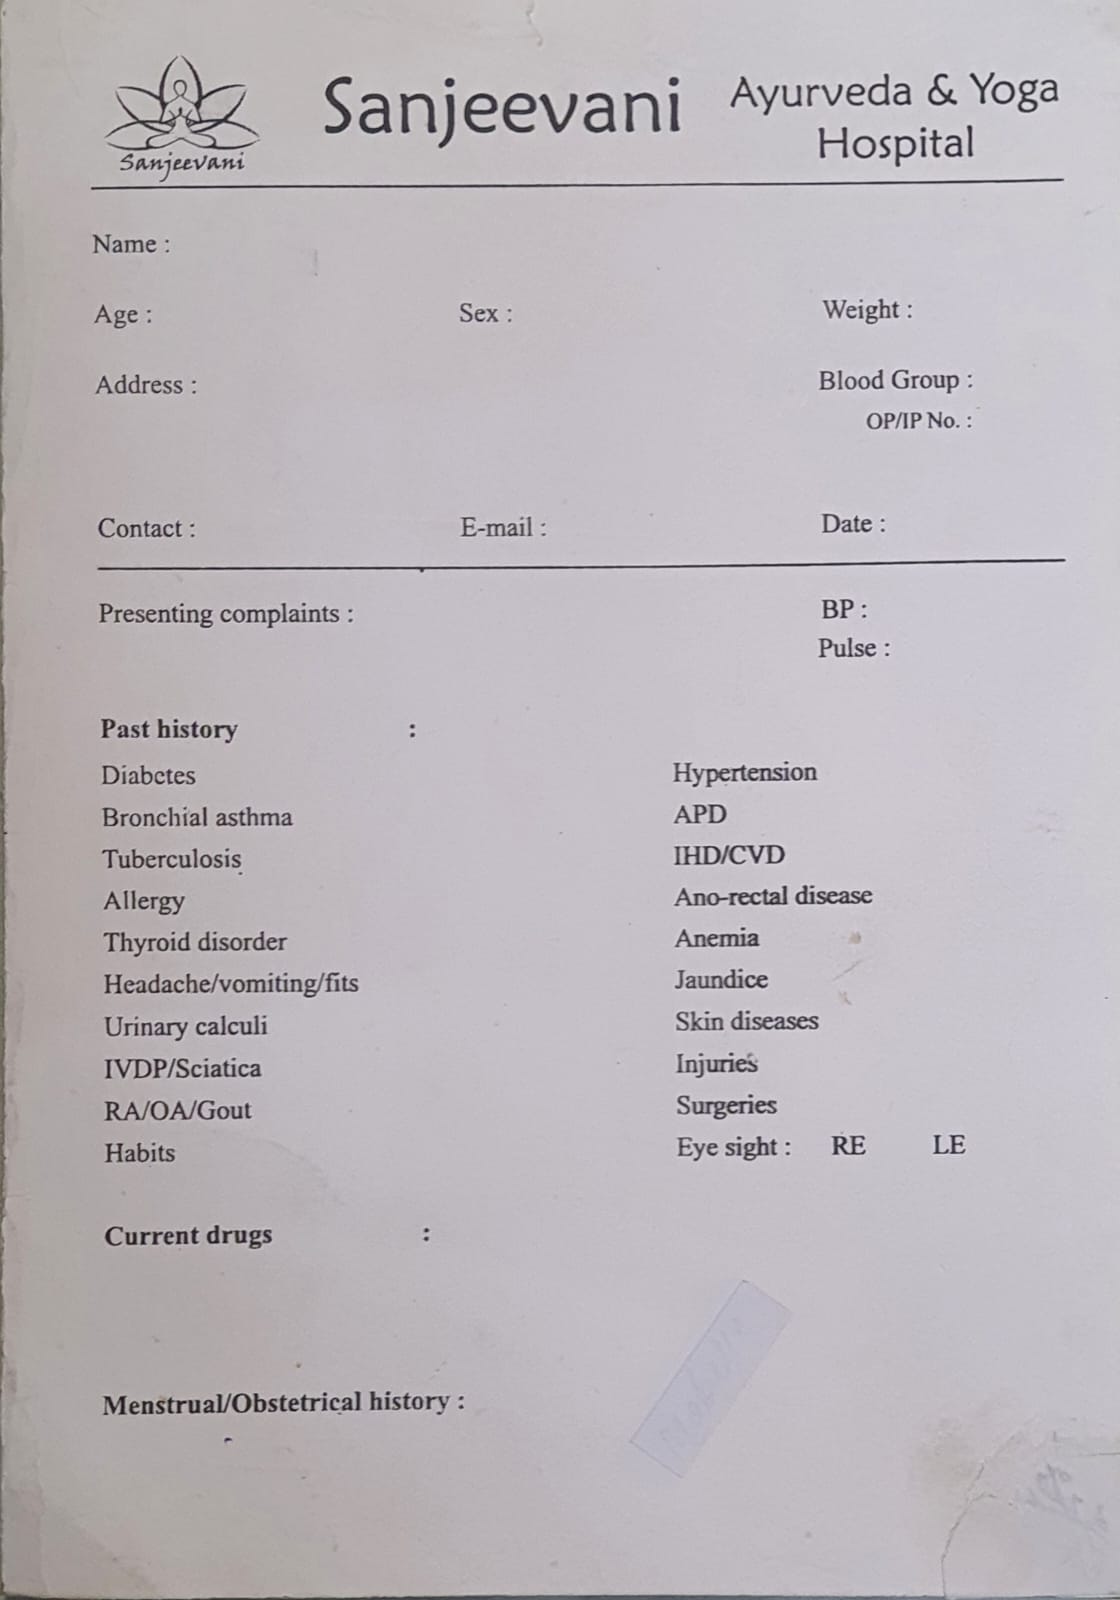 Sanjeevani
Sanjeevani Ayurveda & Yoga
Hospital
Name :
Age : Sex : Weight :
Address : Blood Group :
OP/IP No. :
Contact : E-mail : Date :
Presenting complaints : BP :
Pulse :
Past history :
Diabetes Hypertension
Bronchial asthma APD
Tuberculosis IHD/CVD
Allergy Ano-rectal disease
Thyroid disorder Anemia
Headache/vomiting/fits Jaundice
Urinary calculi Skin diseases
IVDP/Sciatica Injuries
RA/OA/Gout Surgeries
Habits Eye sight : RE LE
Current drugs :
Menstrual/Obstetrical history :